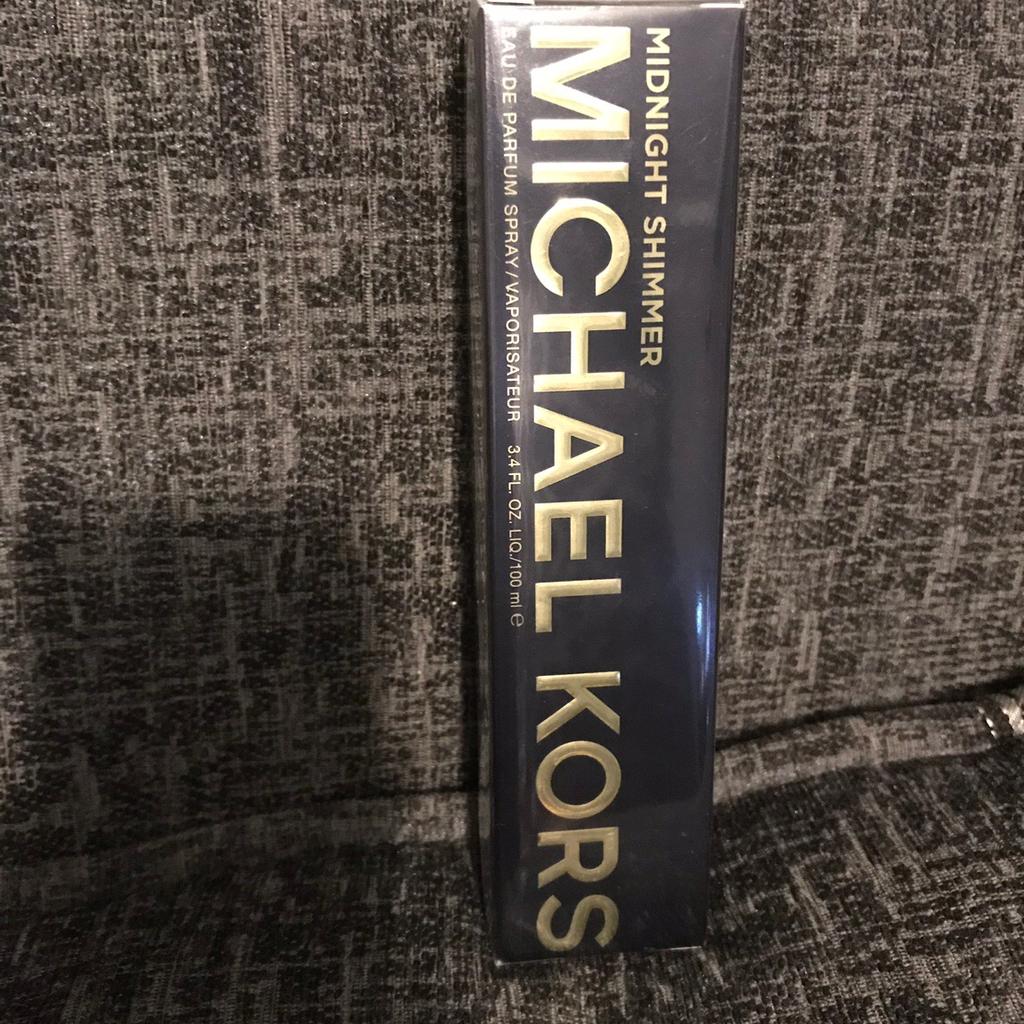 MIDNIGHT SHIMMER
MICHAEL KORS
EAU DE PARFUM SPRAY/VAPORISATEUR 3.4 FL. OZ. LIQ./100 ml ℮